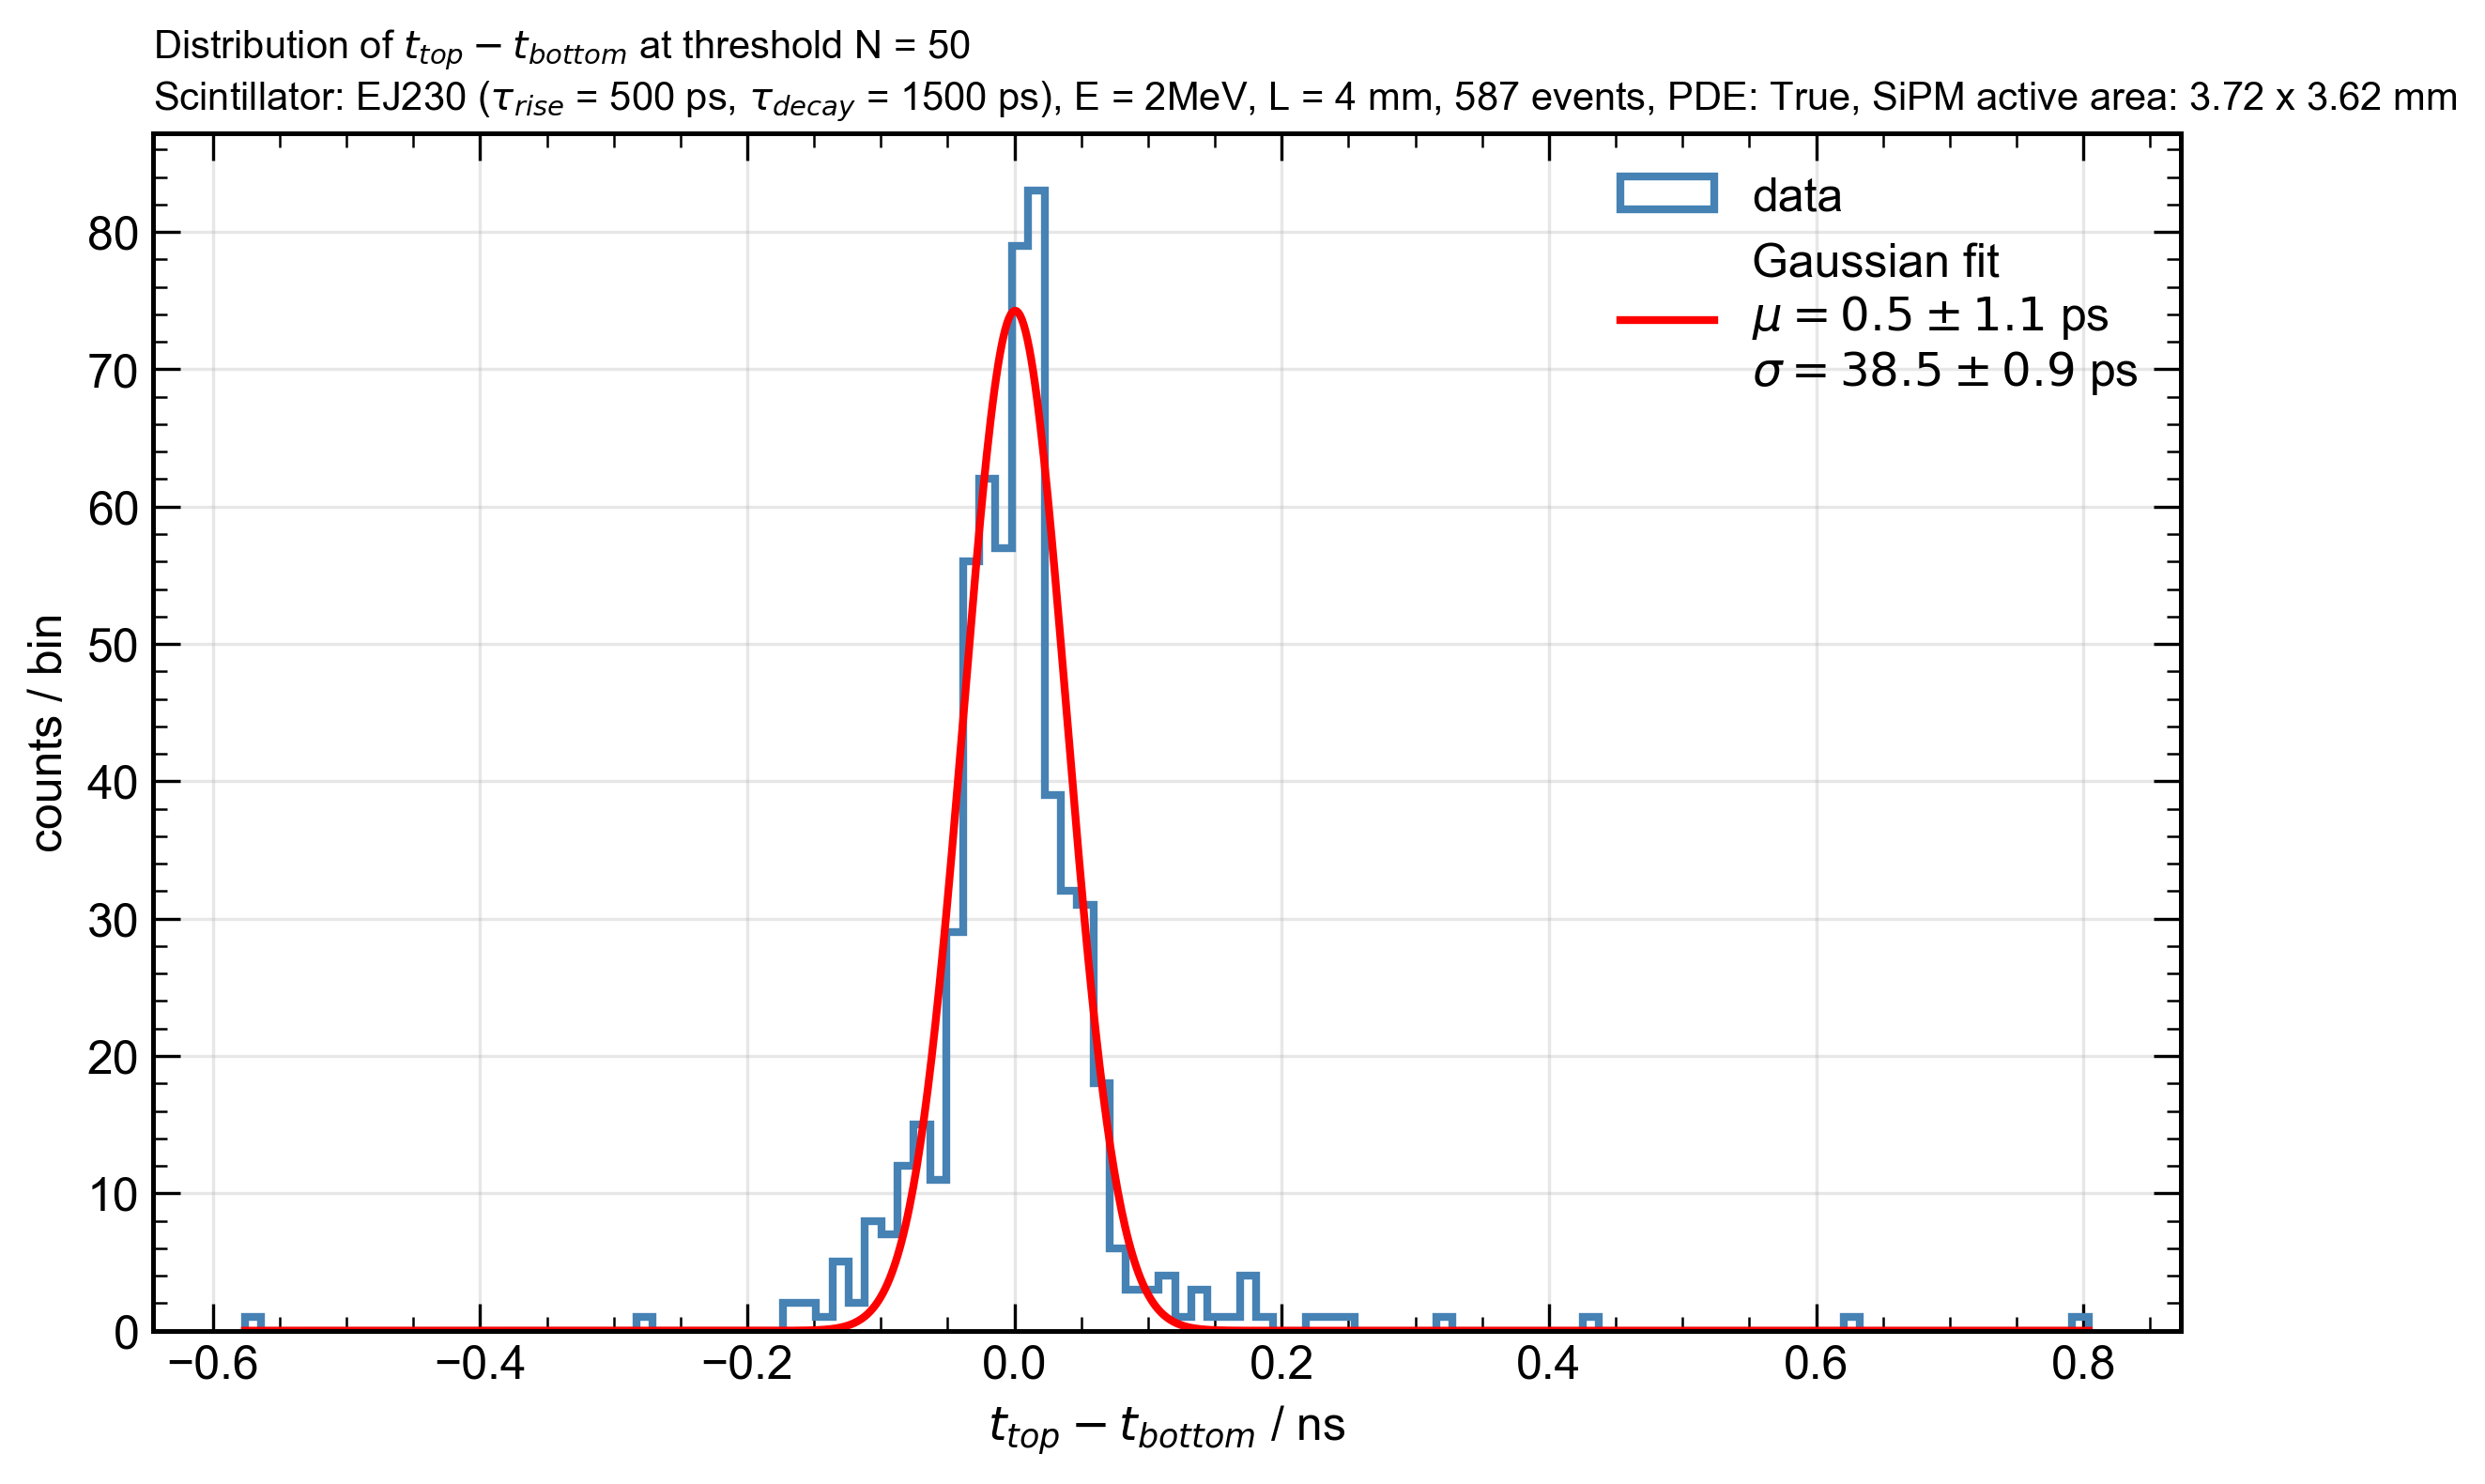 Distribution of t_top − t_bottom at threshold N = 50
Scintillator: EJ230 (τ_rise = 500 ps, τ_decay = 1500 ps), E = 2MeV, L = 4 mm, 587 events, PDE: True, SiPM active area: 3.72 x 3.62 mm
data
Gaussian fit
μ = 0.5 ± 1.1 ps
σ = 38.5 ± 0.9 ps
counts / bin
80
70
60
50
40
30
20
10
0
−0.6 −0.4 −0.2 0.0 0.2 0.4 0.6 0.8
t_top − t_bottom / ns